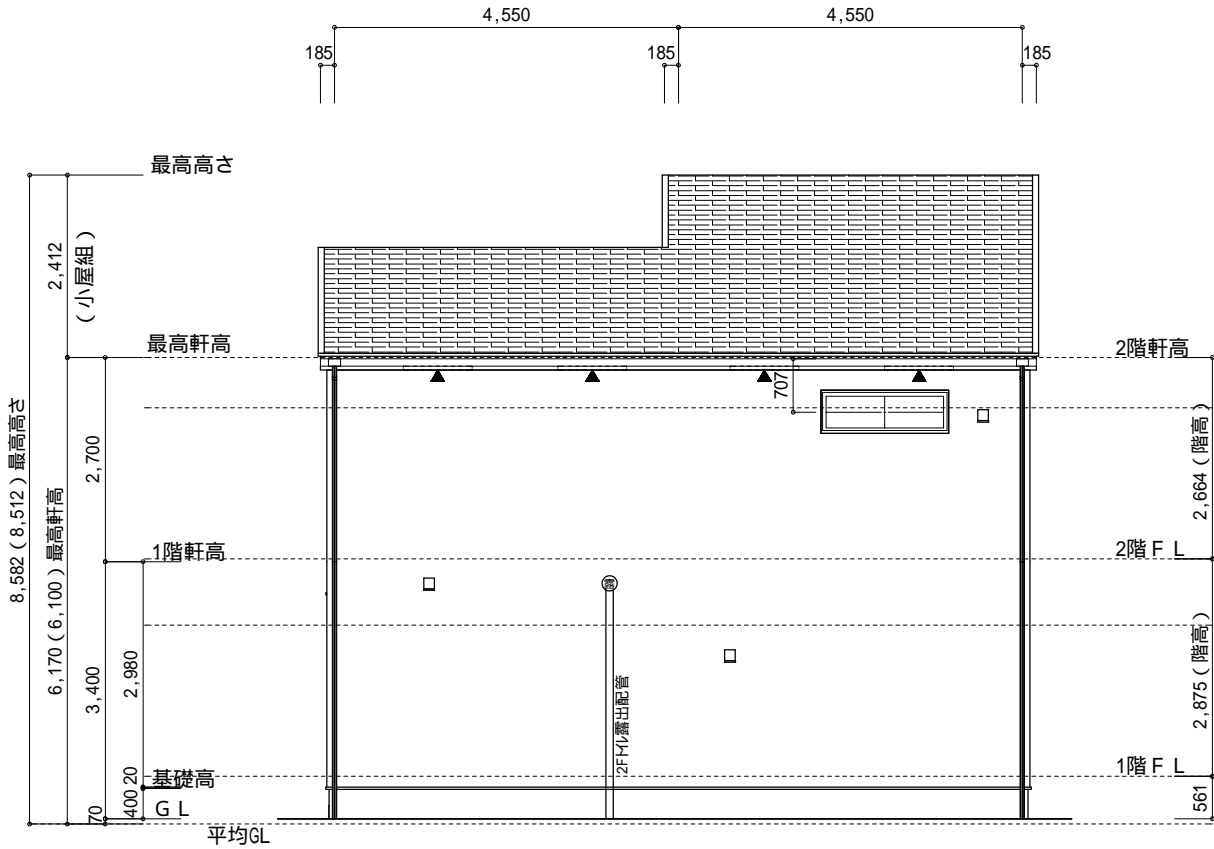 4,550
4,550
185
185
185
最高高さ
2,412
(小屋組)
最高軒高
2階軒高
707
2,700
8,582(8,512)最高高さ
6,170(6,100)最高軒高
2,664(階高)
1階軒高
2階FL
露
3,400
2,980
2Fトイレ露出配管
2,875(階高)
1階FL
基礎高
20
400
GL
70
561
平均GL